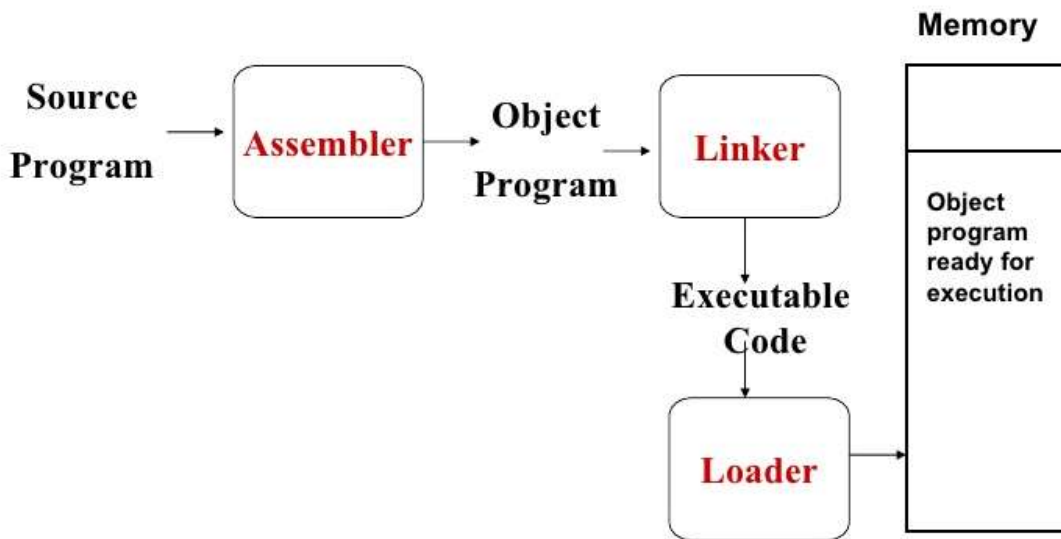 Memory
Source
Program
Assembler
Object
Program
Linker
Object
program
ready for
execution
Executable
Code
Loader